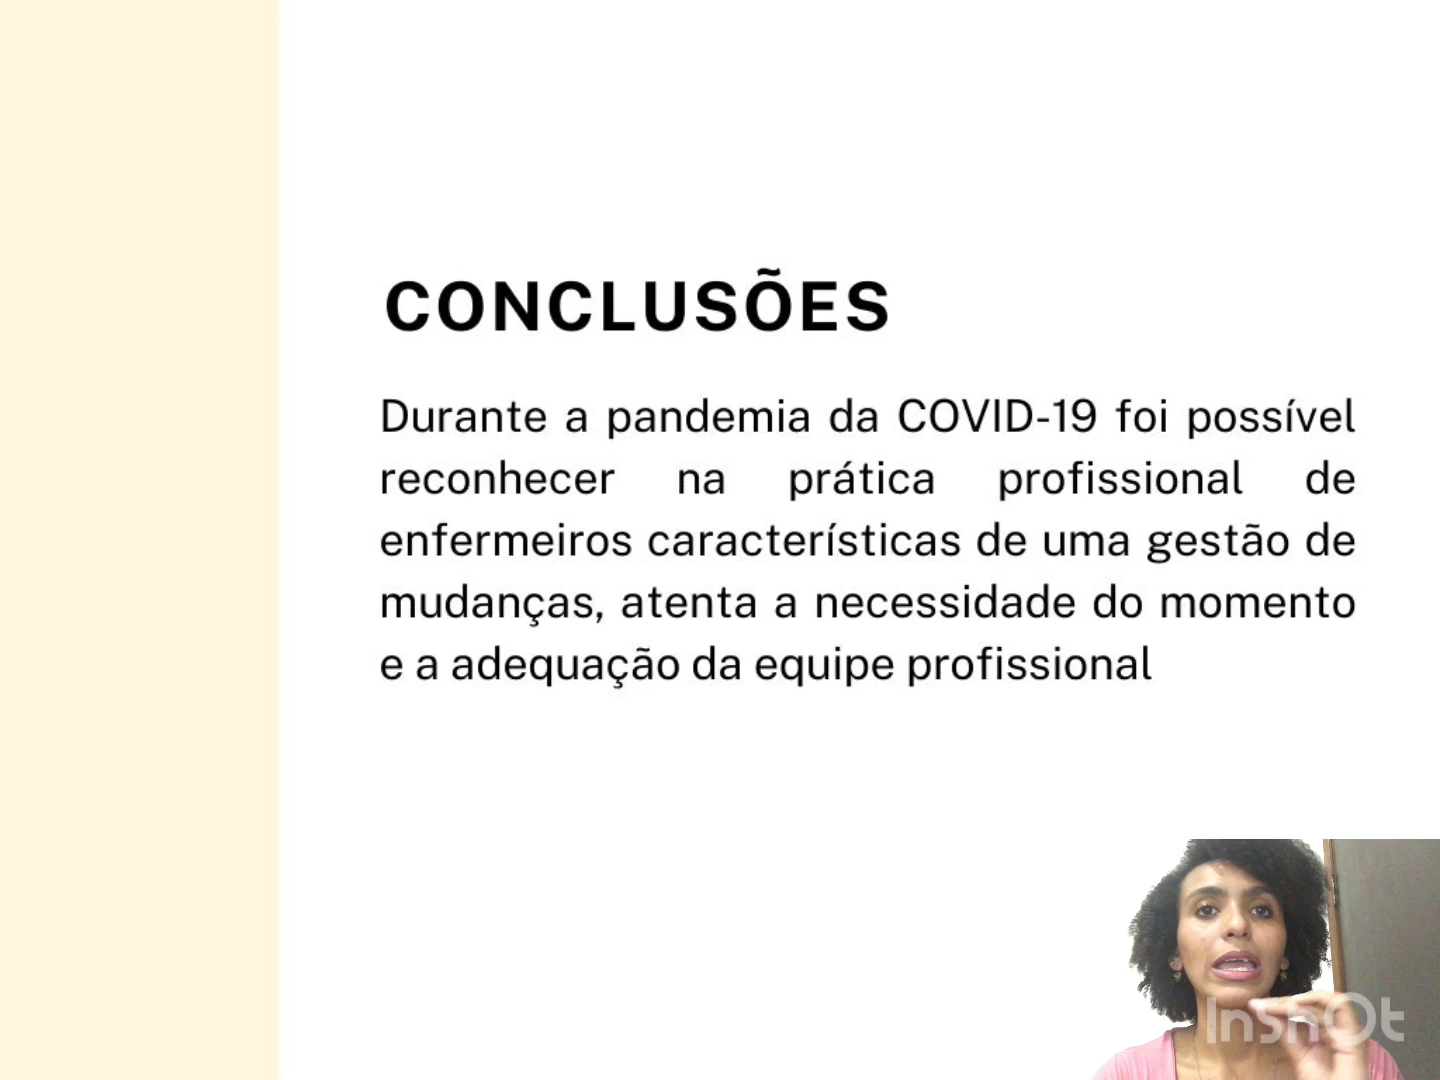 CONCLUSÕES
Durante a pandemia da COVID-19 foi possível
reconhecer na prática profissional de
enfermeiros características de uma gestão de
mudanças, atenta a necessidade do momento
e a adequação da equipe profissional
InShOt